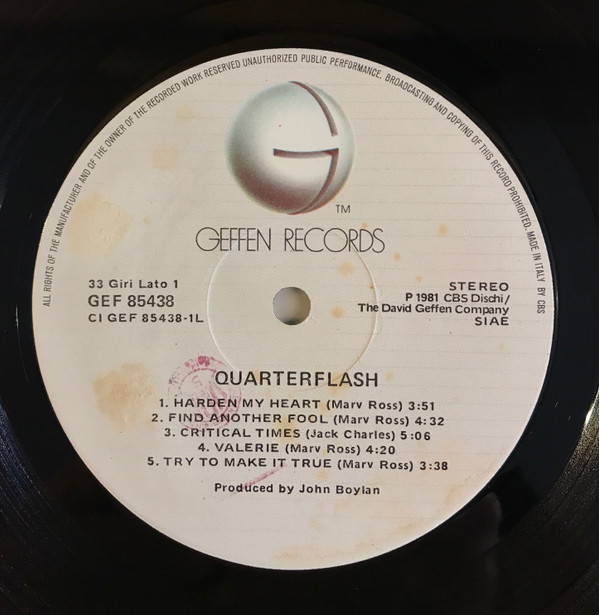 ALL RIGHTS OF THE MANUFACTURER AND OF THE OWNER OF THE RECORDED WORK RESERVED UNAUTHORIZED PUBLIC PERFORMANCE, BROADCASTING AND COPYING OF THIS RECORD PROHIBITED. MADE IN ITALY BY CBS
TM
GEFFEN RECORDS
33 Giri Lato 1
GEF 85438
CI GEF 85438-1L
STEREO
P 1981 CBS Dischi/
The David Geffen Company
SIAE
QUARTERFLASH
1. HARDEN MY HEART (Marv Ross) 3:51
2. FIND ANOTHER FOOL (Marv Ross) 4:32
3. CRITICAL TIMES (Jack Charles) 5:06
4. VALERIE (Marv Ross) 4:20
5. TRY TO MAKE IT TRUE (Marv Ross) 3:38
Produced by John Boylan